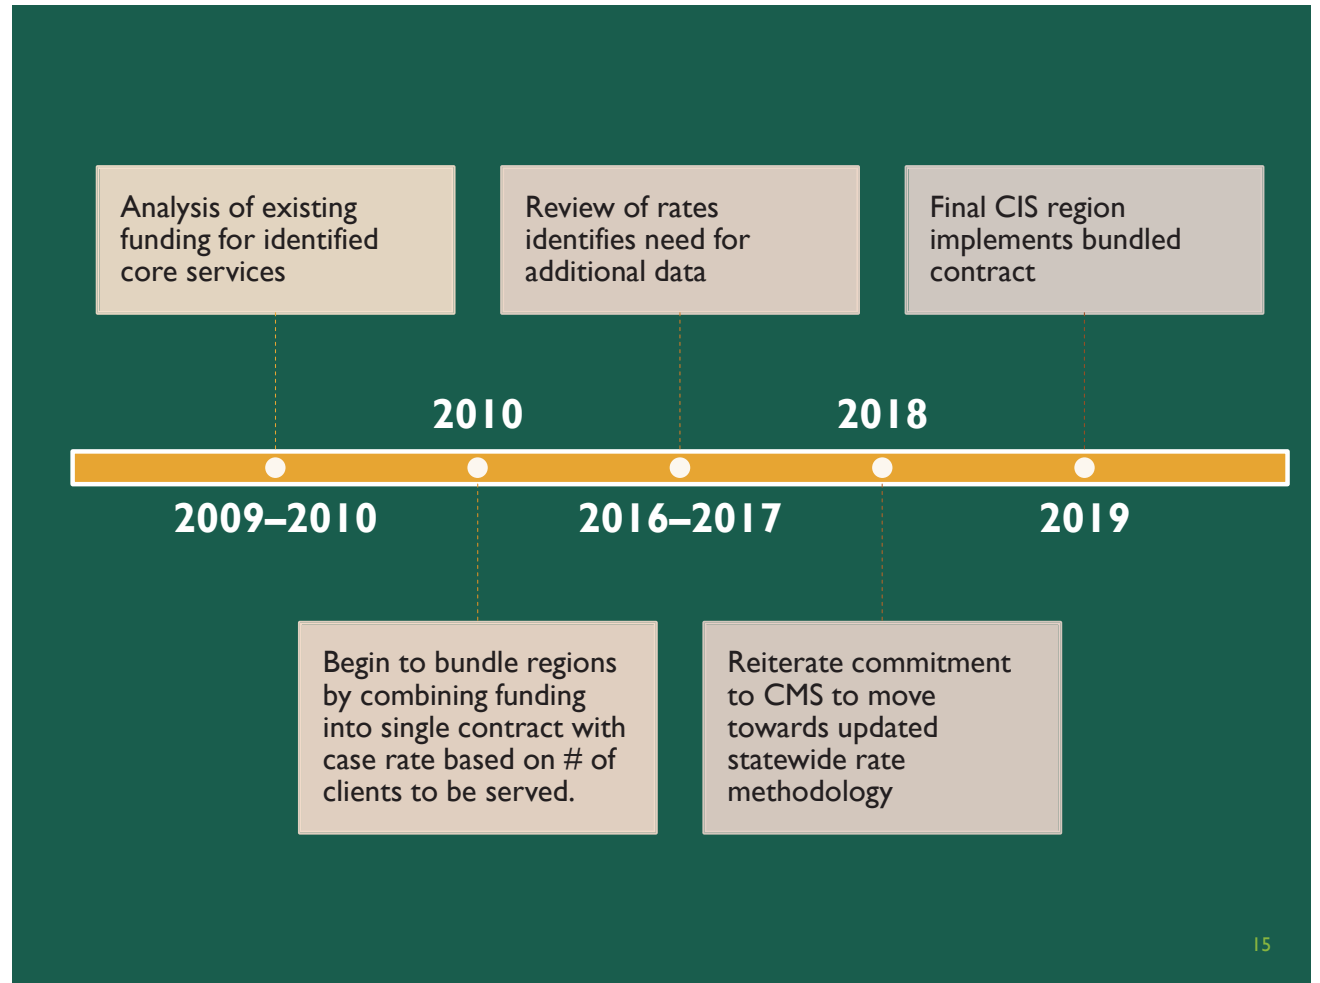 Analysis of existing
funding for identified
core services
Review of rates
identifies need for
additional data
Final CIS region
implements bundled
contract
2010
2018
2009–2010
2016–2017
2019
Begin to bundle regions
by combining funding
into single contract with
case rate based on # of
clients to be served.
Reiterate commitment
to CMS to move
towards updated
statewide rate
methodology
15